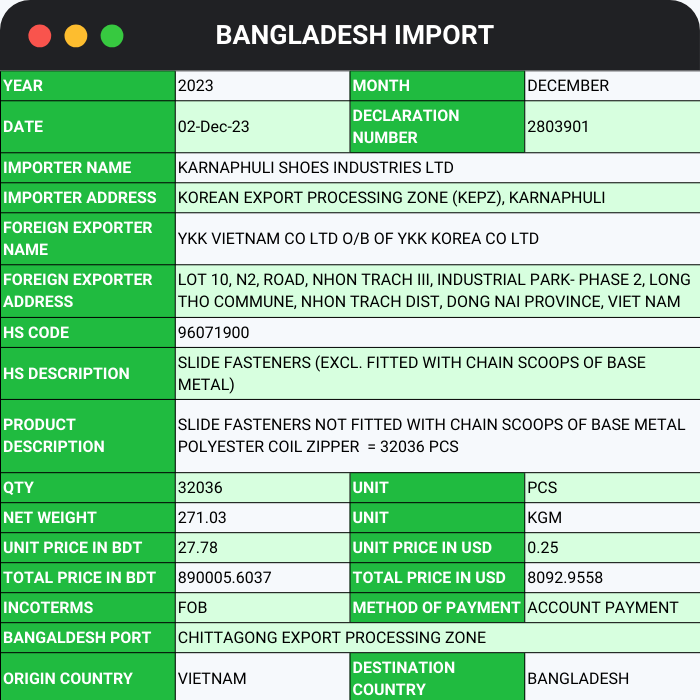 BANGLADESH IMPORT
YEAR 2023 MONTH DECEMBER
DATE 02-Dec-23 DECLARATION
NUMBER 2803901
IMPORTER NAME KARNAPHULI SHOES INDUSTRIES LTD
IMPORTER ADDRESS KOREAN EXPORT PROCESSING ZONE (KEPZ), KARNAPHULI
FOREIGN EXPORTER
NAME YKK VIETNAM CO LTD O/B OF YKK KOREA CO LTD
FOREIGN EXPORTER
ADDRESS
LOT 10, N2, ROAD, NHON TRACH III, INDUSTRIAL PARK- PHASE 2, LONG
THO COMMUNE, NHON TRACH DIST, DONG NAI PROVINCE, VIET NAM
HS CODE 96071900
HS DESCRIPTION SLIDE FASTENERS (EXCL. FITTED WITH CHAIN SCOOPS OF BASE
METAL)
PRODUCT
DESCRIPTION
SLIDE FASTENERS NOT FITTED WITH CHAIN SCOOPS OF BASE METAL
POLYESTER COIL ZIPPER = 32036 PCS
QTY 32036 UNIT PCS
NET WEIGHT 271.03 UNIT KGM
UNIT PRICE IN BDT 27.78 UNIT PRICE IN USD 0.25
TOTAL PRICE IN BDT 890005.6037 TOTAL PRICE IN USD 8092.9558
INCOTERMS FOB METHOD OF PAYMENT ACCOUNT PAYMENT
BANGALDESH PORT CHITTAGONG EXPORT PROCESSING ZONE
ORIGIN COUNTRY VIETNAM DESTINATION
COUNTRY BANGLADESH